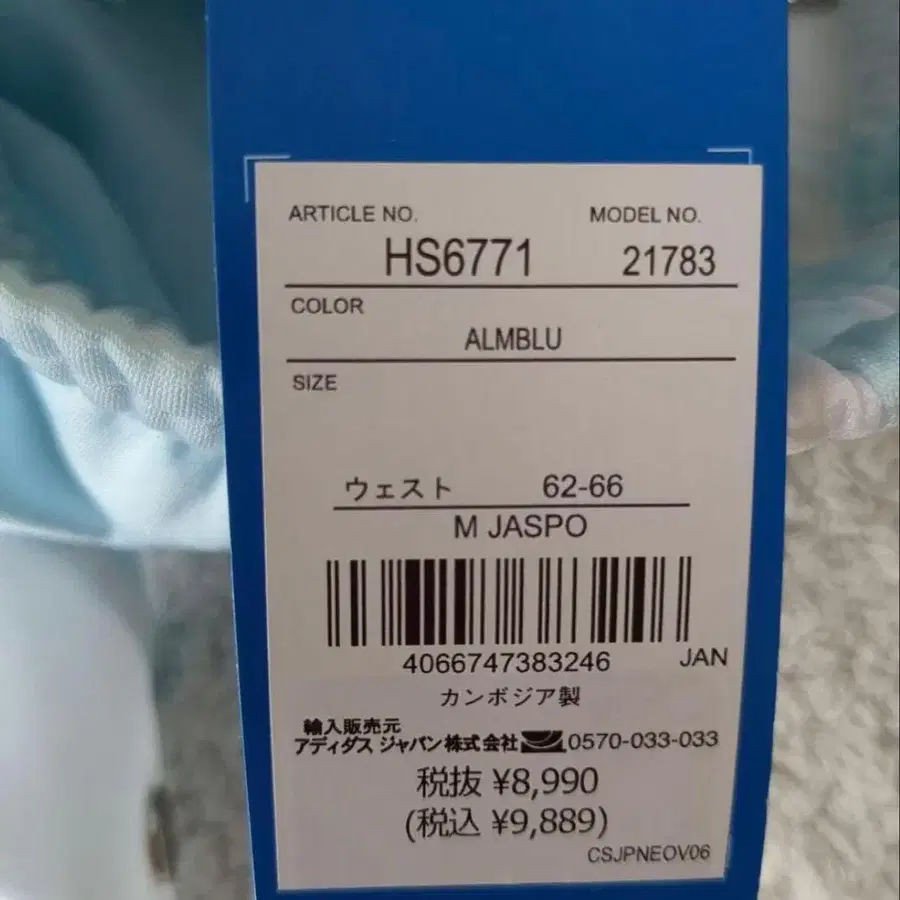 ARTICLE NO. MODEL NO.
HS6771 21783
COLOR
ALMBLU
SIZE
ウェスト 62-66
M JASPO
4066747383246 JAN
カンボジア製
輸入販売元
アディダス ジャパン株式会社 0570-033-033
税抜 ¥8,990
(税込 ¥9,889)
CSJPNEOV06